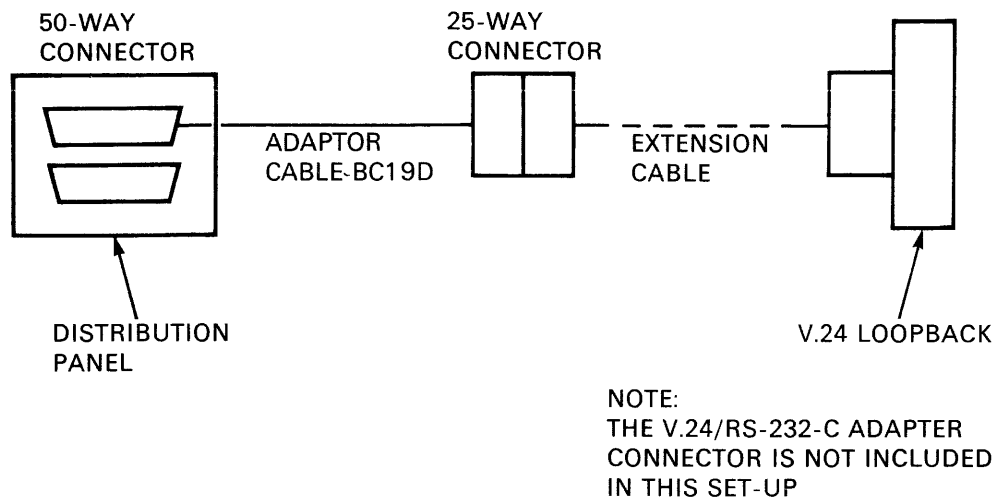 50-WAY
CONNECTOR
25-WAY
CONNECTOR
ADAPTOR
CABLE-BC19D
EXTENSION
CABLE
DISTRIBUTION
PANEL
V.24 LOOPBACK
NOTE:
THE V.24/RS-232-C ADAPTER
CONNECTOR IS NOT INCLUDED
IN THIS SET-UP